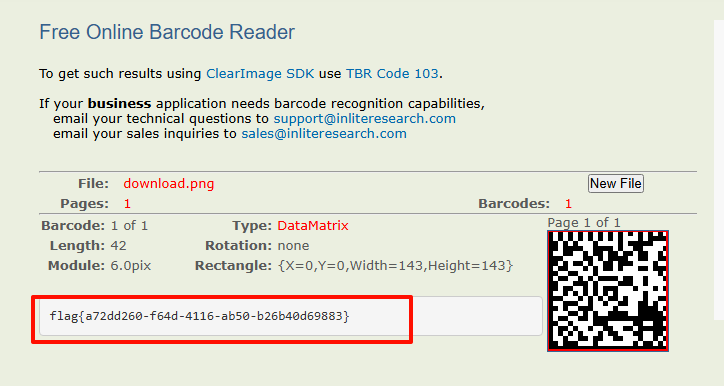 Free Online Barcode Reader
To get such results using ClearImage SDK use TBR Code 103.
If your business application needs barcode recognition capabilities,
email your technical questions to support@inliteresearch.com
email your sales inquiries to sales@inliteresearch.com
File: download.png New File
Pages: 1 Barcodes: 1
Barcode: 1 of 1 Type: DataMatrix Page 1 of 1
Length: 42 Rotation: none
Module: 6.0pix Rectangle: {X=0,Y=0,Width=143,Height=143}
flag{a72dd260-f64d-4116-ab50-b26b40d69883}